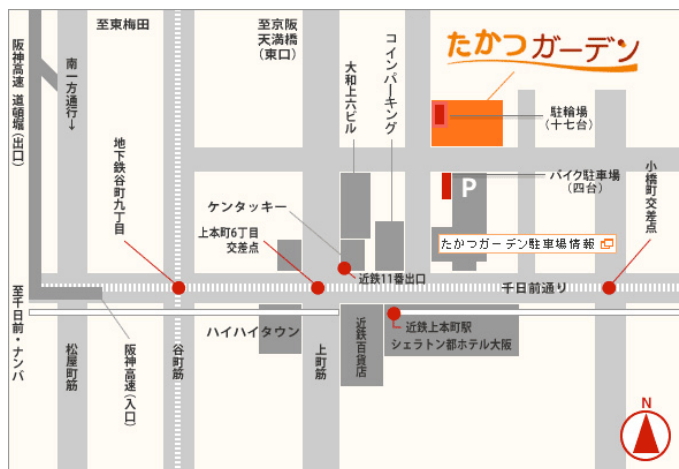 至東梅田
至京阪
天満橋
(東口)
たかつガーデン
阪神高速 道頓堀(出口)
南一方通行→
大和上六ビル
コインパーキング
駐輪場
(十七台)
地下鉄谷町九丁目
バイク駐車場
(四台)
小橋町交差点
P
ケンタッキー
上本町6丁目
交差点
たかつガーデン駐車場情報
近鉄11番出口
千日前通り
至千日前・ナンバ
松屋町筋
阪神高速(入口)
谷町筋
ハイハイタウン
上町筋
近鉄百貨店
近鉄上本町駅
シェラトン都ホテル大阪
N